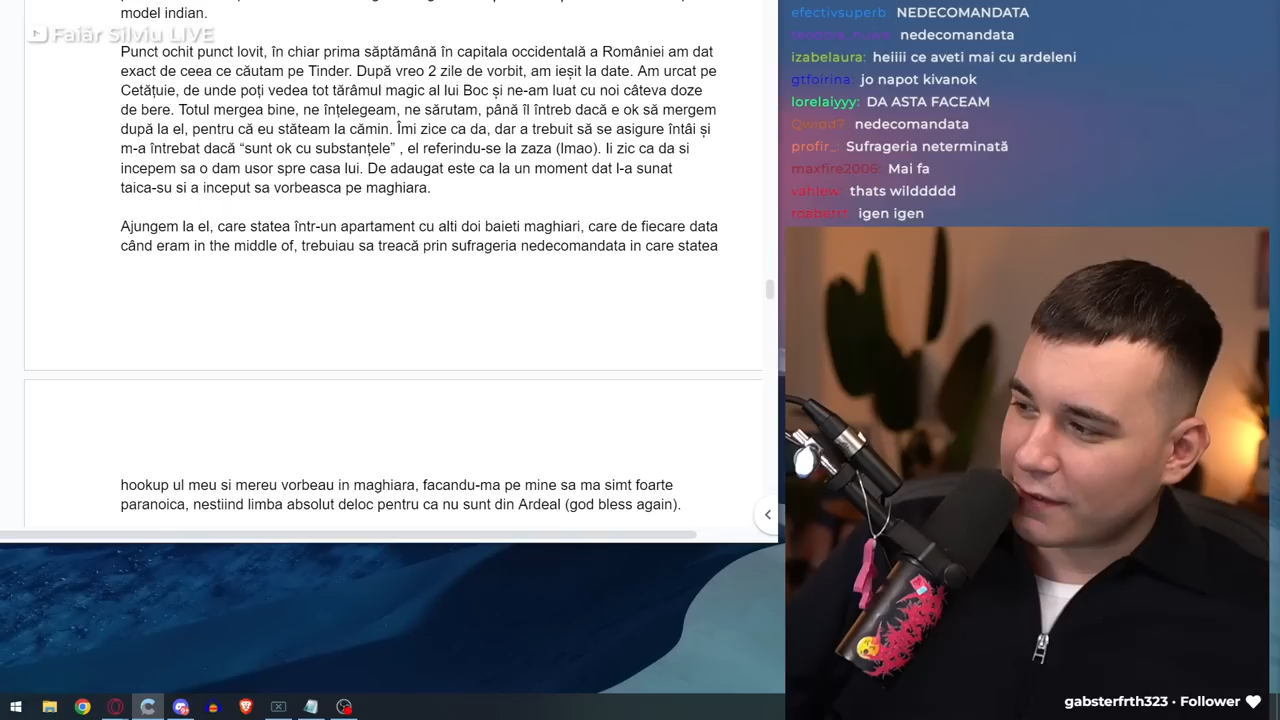 model indian.
Faiăr Silviu LIVE
Punct ochit punct lovit, în chiar prima săptămână în capitala occidentală a României am dat
exact de ceea ce căutam pe Tinder. După vreo 2 zile de vorbit, am ieșit la date. Am urcat pe
Cetățuie, de unde poți vedea tot tărâmul magic al lui Boc și ne-am luat cu noi câteva doze
de bere. Totul mergea bine, ne înțelegeam, ne sărutam, până îl întreb dacă e ok să mergem
după la el, pentru că eu stăteam la cămin. Îmi zice ca da, dar a trebuit să se asigure întâi și
m-a întrebat dacă “sunt ok cu substanțele” , el referindu-se la zaza (lmao). Ii zic ca da si
incepem sa o dam usor spre casa lui. De adaugat este ca la un moment dat l-a sunat
taica-su si a inceput sa vorbeasca pe maghiara.
Ajungem la el, care statea într-un apartament cu alti doi baieti maghiari, care de fiecare data
când eram in the middle of, trebuiau sa treacă prin sufrageria nedecomandata in care statea
hookup ul meu si mereu vorbeau in maghiara, facandu-ma pe mine sa ma simt foarte
paranoica, nestiind limba absolut deloc pentru ca nu sunt din Ardeal (god bless again).
efectivsuperb: NEDECOMANDATA
nedecomandata
izabelaura: heiiii ce aveti mai cu ardeleni
gtfoirina: jo napot kivanok
lorelaiyyy: DA ASTA FACEAM
Qwidd7: nedecomandata
profir_: Sufrageria neterminată
maxfire2006: Mai fa
vahlew: thats wilddddd
igen igen
gabsterfrth323 · Follower